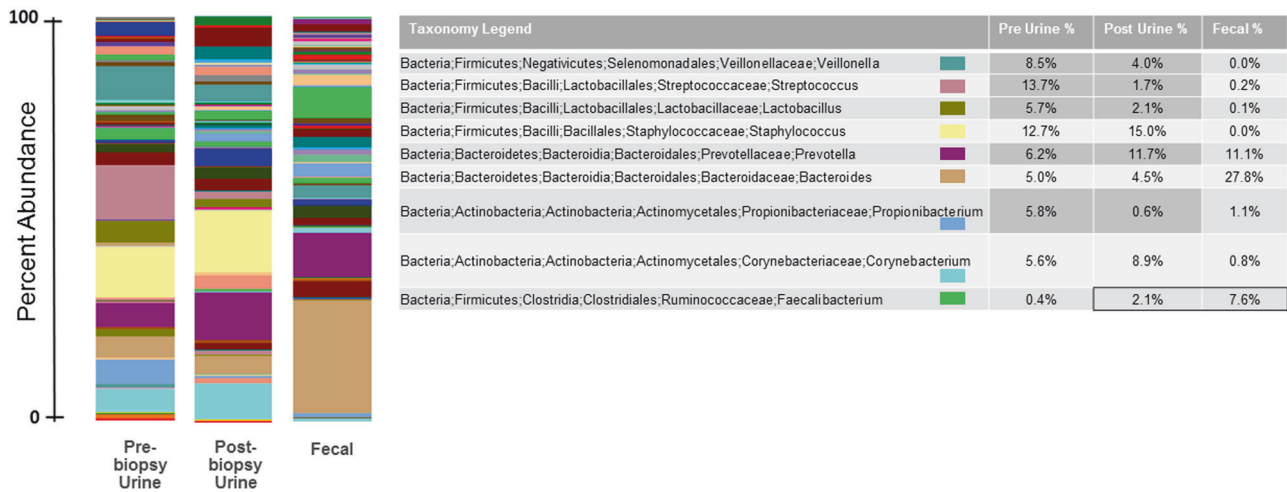 100
Percent Abundance
0
Pre-
biopsy
Urine
Post-
biopsy
Urine
Fecal
Taxonomy Legend Pre Urine % Post Urine % Fecal %
Bacteria;Firmicutes;Negativicutes;Selenomonadales;Veillonellaceae;Veillonella 8.5% 4.0% 0.0%
Bacteria;Firmicutes;Bacilli;Lactobacillales;Streptococcaceae;Streptococcus 13.7% 1.7% 0.2%
Bacteria;Firmicutes;Bacilli;Lactobacillales;Lactobacillaceae;Lactobacillus 5.7% 2.1% 0.1%
Bacteria;Firmicutes;Bacilli;Bacillales;Staphylococcaceae;Staphylococcus 12.7% 15.0% 0.0%
Bacteria;Bacteroidetes;Bacteroidia;Bacteroidales;Prevotellaceae;Prevotella 6.2% 11.7% 11.1%
Bacteria;Bacteroidetes;Bacteroidia;Bacteroidales;Bacteroidaceae;Bacteroides 5.0% 4.5% 27.8%
Bacteria;Actinobacteria;Actinobacteria;Actinomycetales;Propionibacteriaceae;Propionibacterium 5.8% 0.6% 1.1%
Bacteria;Actinobacteria;Actinobacteria;Actinomycetales;Corynebacteriaceae;Corynebacterium 5.6% 8.9% 0.8%
Bacteria;Firmicutes;Clostridia;Clostridiales;Ruminococcaceae;Faecalibacterium 0.4% 2.1% 7.6%